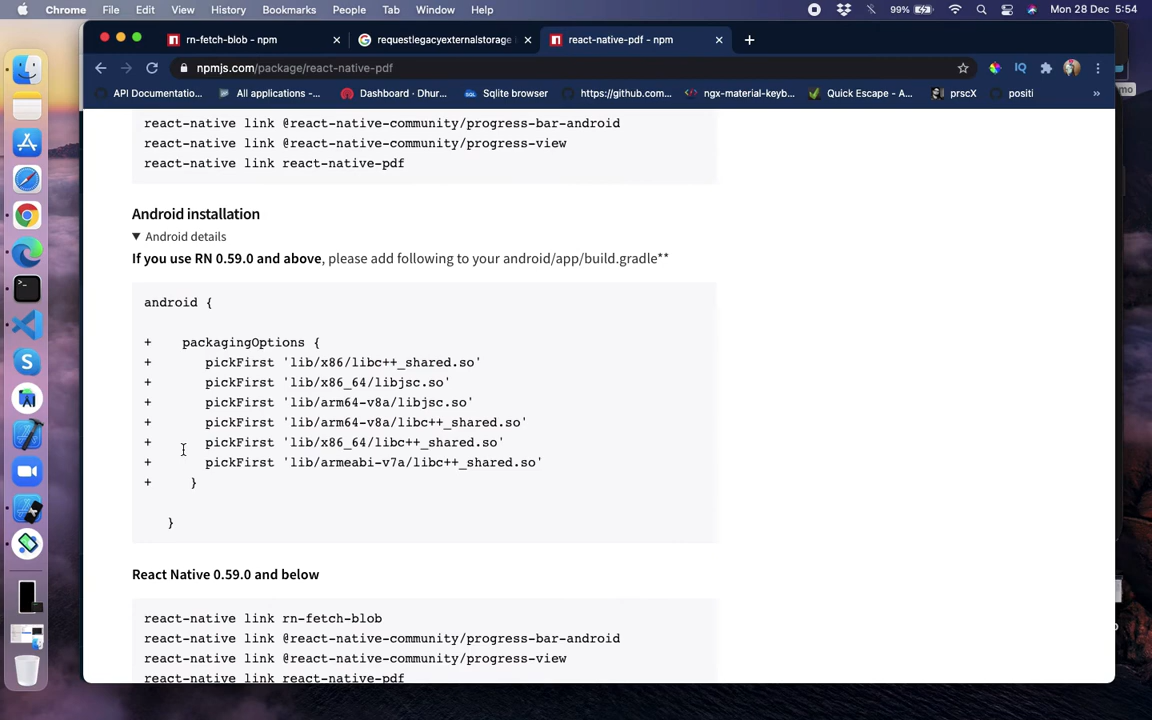 Chrome File Edit View History Bookmarks People Tab Window Help 99% Mon 28 Dec 5:54
rn-fetch-blob - npm requestlegacyexternalstorage react-native-pdf - npm
npmjs.com/package/react-native-pdf
API Documentatio... All applications -... Dashboard · Dhur... Sqlite browser https://github.com... ngx-material-keyb... Quick Escape - A... prscX positi »
react-native link @react-native-community/progress-bar-android
react-native link @react-native-community/progress-view
react-native link react-native-pdf
Android installation
▼ Android details
If you use RN 0.59.0 and above, please add following to your android/app/build.gradle**
android {
+ packagingOptions {
+ pickFirst 'lib/x86/libc++_shared.so'
+ pickFirst 'lib/x86_64/libjsc.so'
+ pickFirst 'lib/arm64-v8a/libjsc.so'
+ pickFirst 'lib/arm64-v8a/libc++_shared.so'
+ pickFirst 'lib/x86_64/libc++_shared.so'
+ pickFirst 'lib/armeabi-v7a/libc++_shared.so'
+ }
}
React Native 0.59.0 and below
react-native link rn-fetch-blob
react-native link @react-native-community/progress-bar-android
react-native link @react-native-community/progress-view
react-native link react-native-pdf